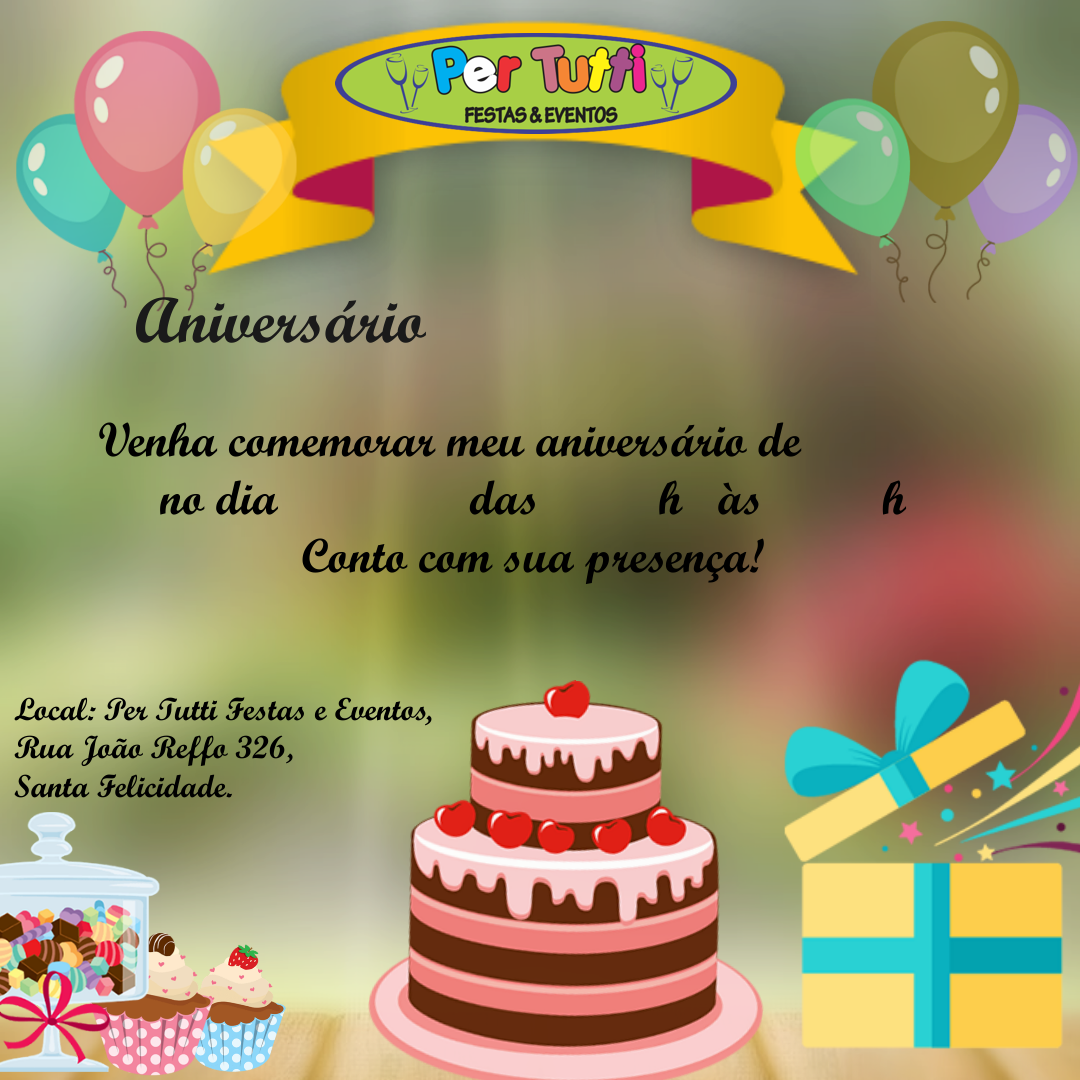 Per Tutti
FESTAS & EVENTOS
Aniversário
Venha comemorar meu aniversário de
no dia das h às h
Conto com sua presença!
Local: Per Tutti Festas e Eventos,
Rua João Reffo 326,
Santa Felicidade.